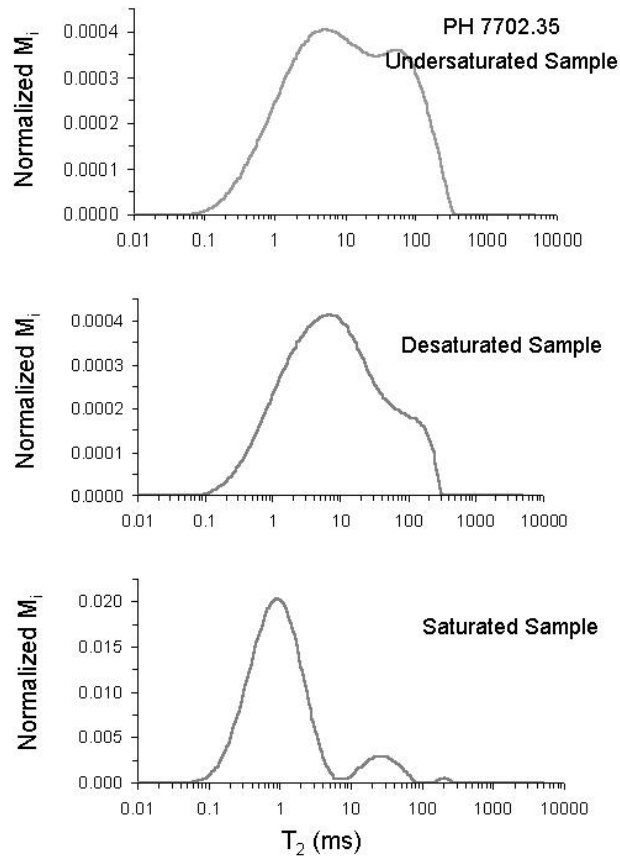 PH 7702.35
Undersaturated Sample
Normalized Mi
0.0004
0.0003
0.0002
0.0001
0.0000
0.01 0.1 1 10 100 1000 10000
Desaturated Sample
Normalized Mi
0.0004
0.0003
0.0002
0.0001
0.0000
0.01 0.1 1 10 100 1000 10000
Saturated Sample
Normalized Mi
0.020
0.015
0.010
0.005
0.000
0.01 0.1 1 10 100 1000 10000
T2 (ms)